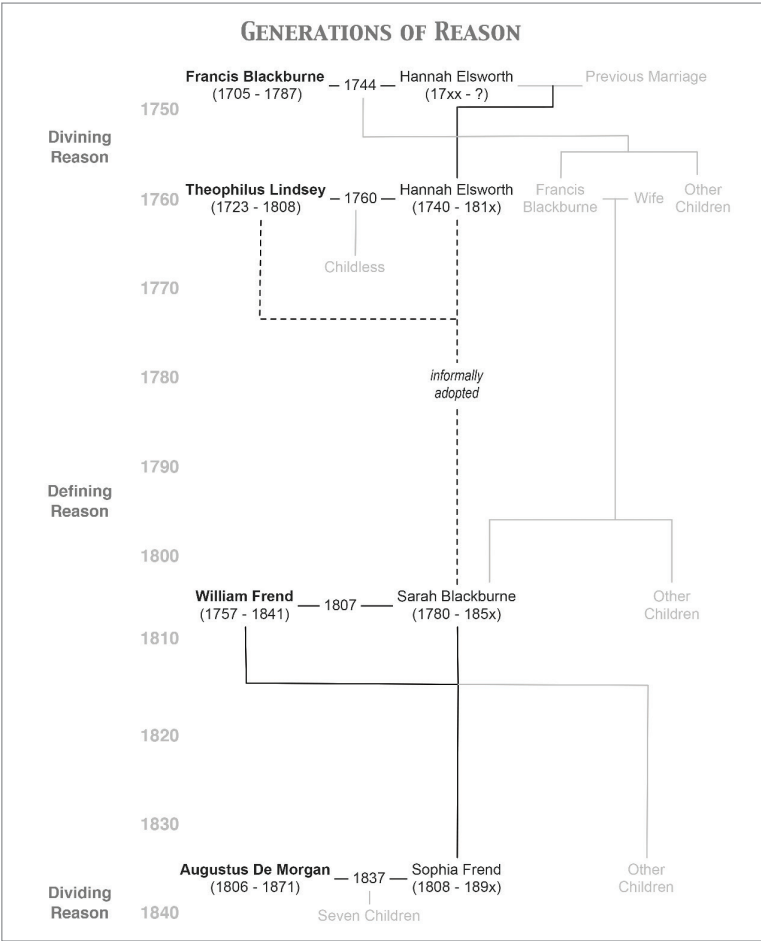 Generations of Reason
Francis Blackburne
(1705 - 1787)
1744
Hannah Elsworth
(17xx - ?)
Previous Marriage
1750
Divining
Reason
Theophilus Lindsey
(1723 - 1808)
1760
Hannah Elsworth
(1740 - 181x)
Francis
Blackburne
Wife
Other
Children
1760
Childless
1770
1780
informally
adopted
1790
Defining
Reason
1800
William Frend
(1757 - 1841)
1807
Sarah Blackburne
(1780 - 185x)
Other
Children
1810
1820
1830
Augustus De Morgan
(1806 - 1871)
1837
Sophia Frend
(1808 - 189x)
Other
Children
Dividing
Reason
1840
Seven Children